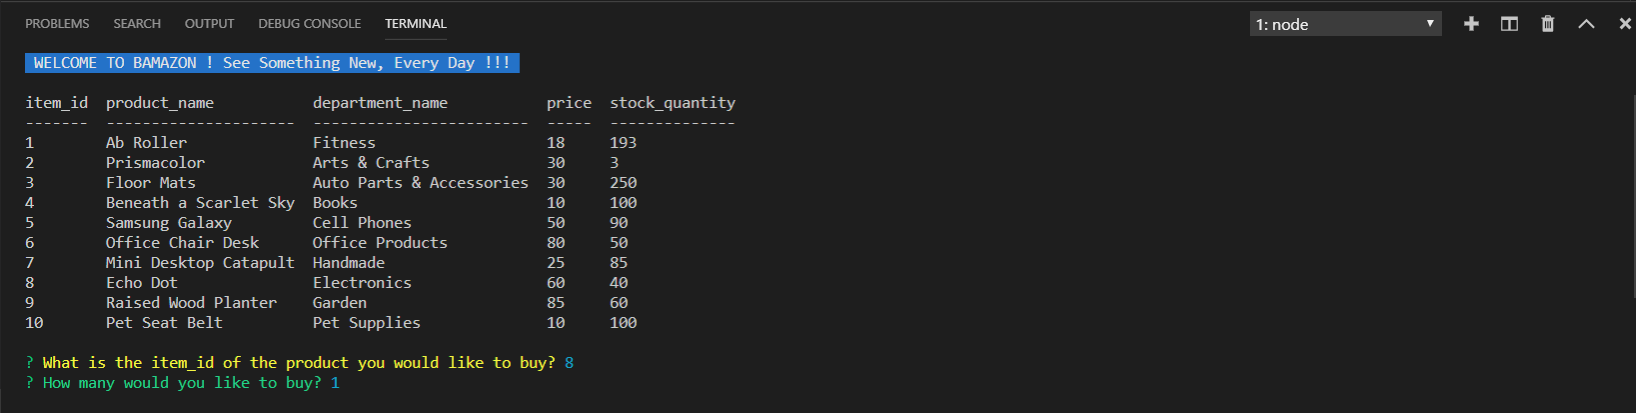 PROBLEMS SEARCH OUTPUT DEBUG CONSOLE TERMINAL 1: node
WELCOME TO BAMAZON ! See Something New, Every Day !!!
item_id  product_name           department_name           price  stock_quantity
-------  ---------------------  ------------------------  -----  --------------
1        Ab Roller              Fitness                   18     193
2        Prismacolor            Arts & Crafts             30     3
3        Floor Mats             Auto Parts & Accessories  30     250
4        Beneath a Scarlet Sky  Books                     10     100
5        Samsung Galaxy         Cell Phones               50     90
6        Office Chair Desk      Office Products           80     50
7        Mini Desktop Catapult  Handmade                  25     85
8        Echo Dot               Electronics               60     40
9        Raised Wood Planter    Garden                    85     60
10       Pet Seat Belt          Pet Supplies              10     100
? What is the item_id of the product you would like to buy? 8
? How many would you like to buy? 1